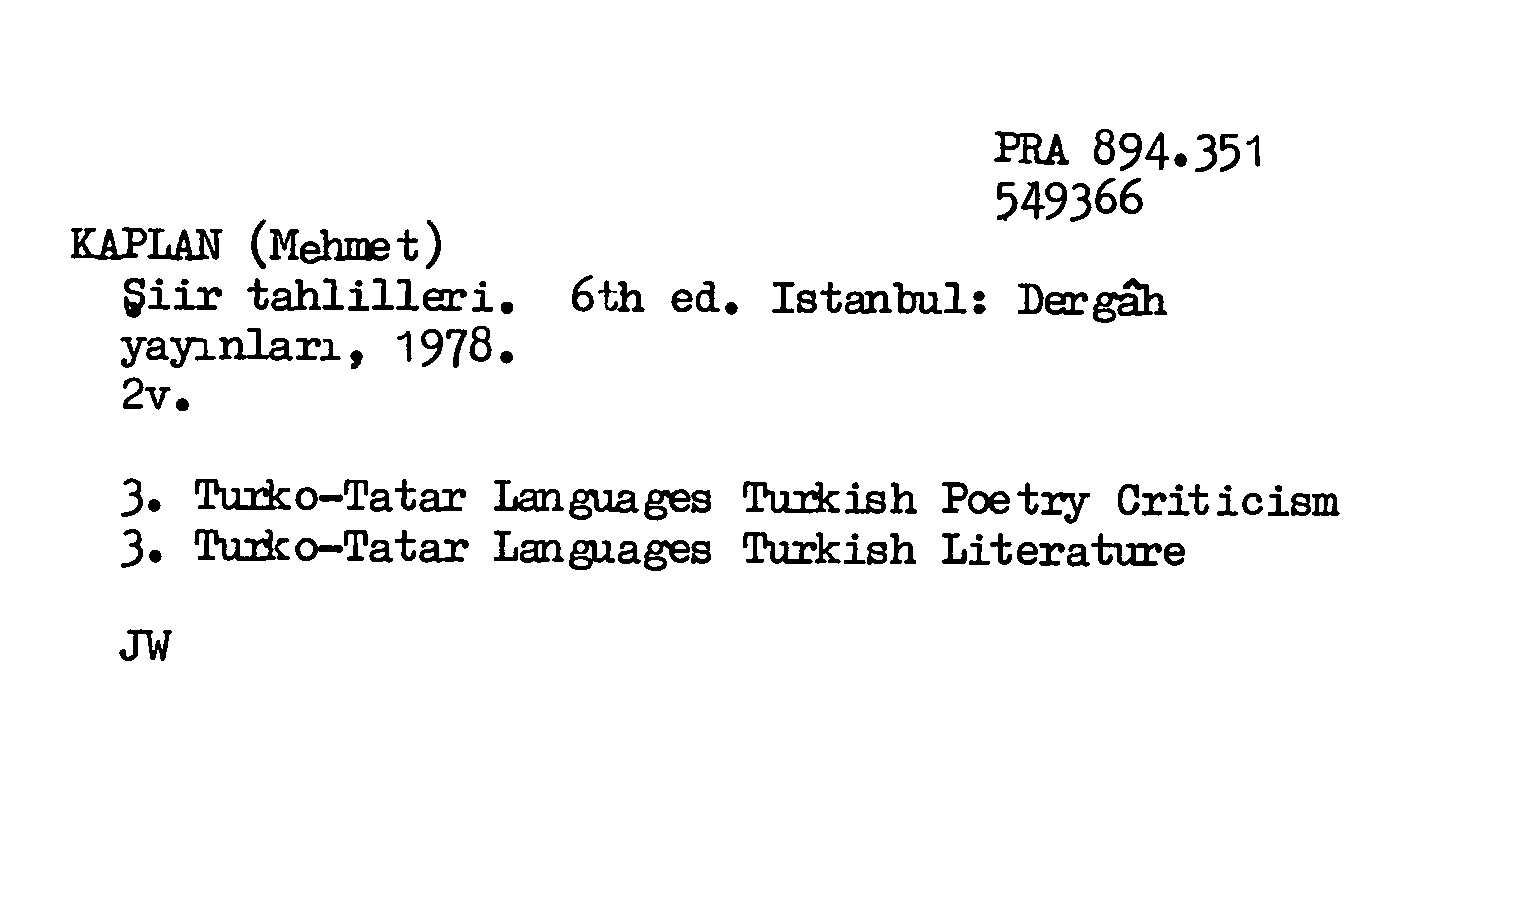 PRA 894.351
549366
KAPLAN (Mehmet)
Şiir tahlilleri. 6th ed. Istanbul: Dergâh
yayınları, 1978.
2v.
3. Turko-Tatar Languages Turkish Poetry Criticism
3. Turko-Tatar Languages Turkish Literature
JW